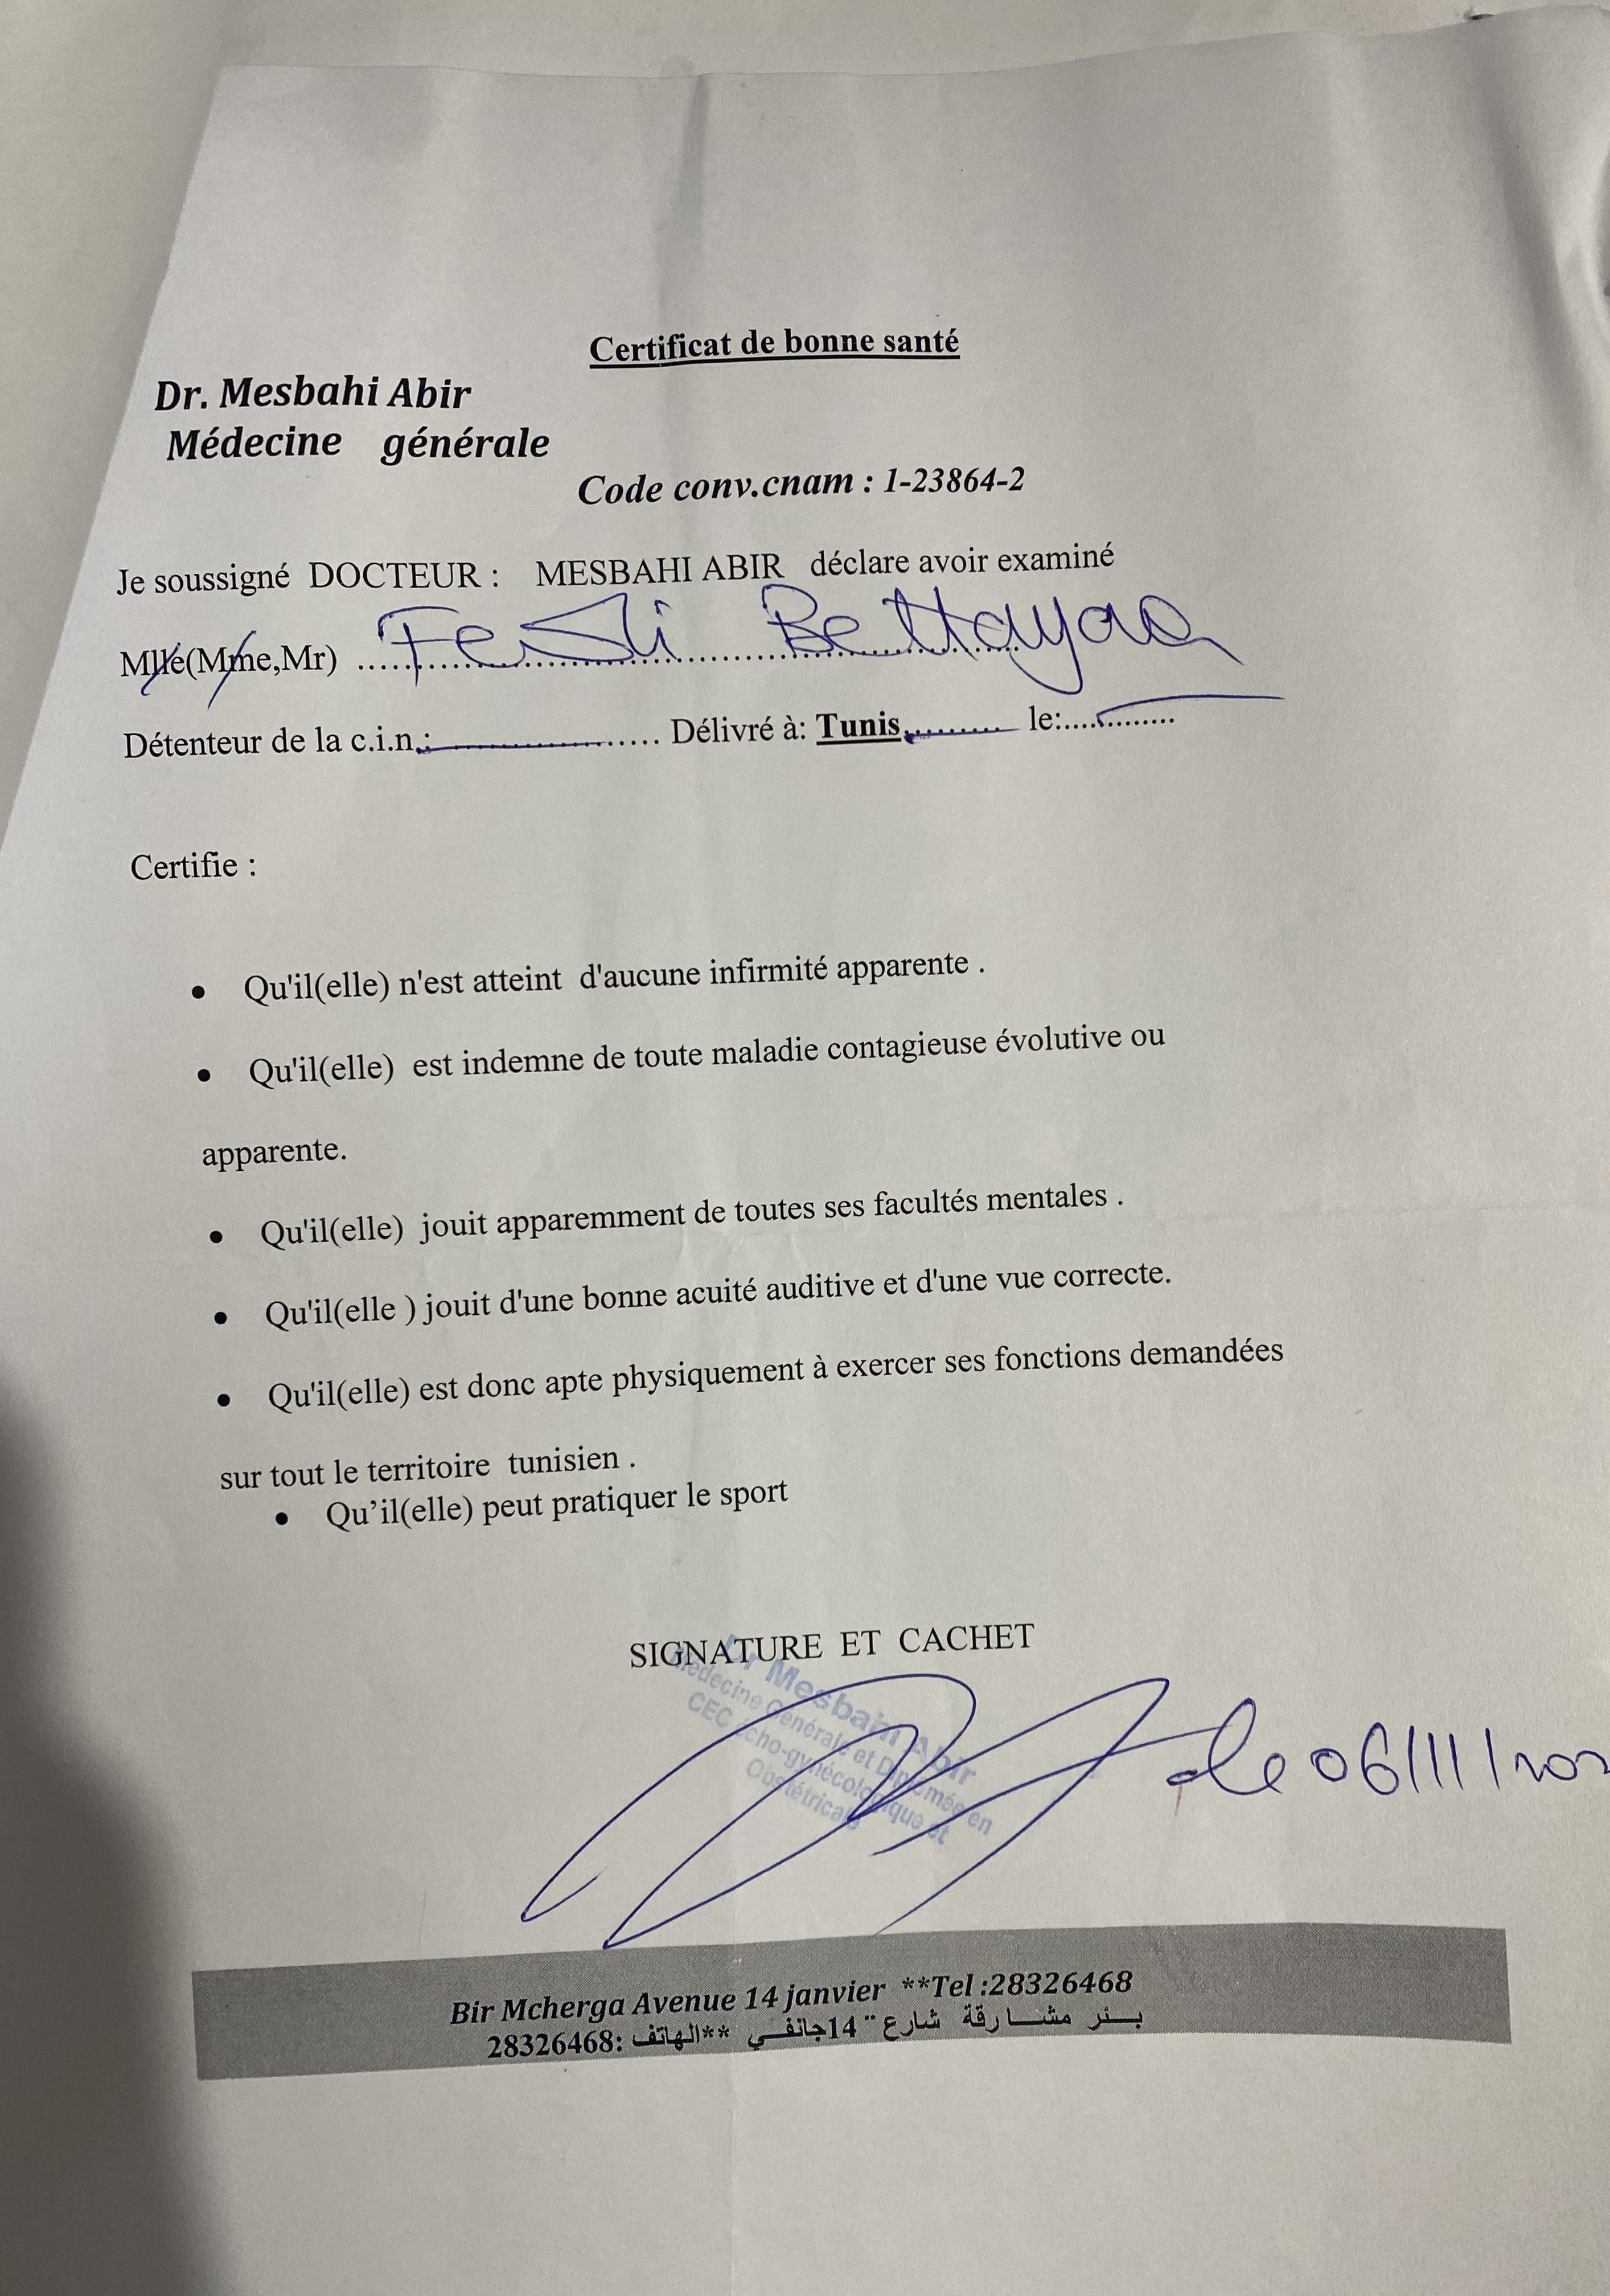 Certificat de bonne santé
Dr. Mesbahi Abir
Médecine générale
Code conv.cnam : 1-23864-2
Je soussigné DOCTEUR : MESBAHI ABIR déclare avoir examiné
Mlle(Mme,Mr) .......... Bettayaa
Détenteur de la c.i.n.:.......... Délivré à: Tunis.......... le:..........
Certifie :
• Qu'il(elle) n'est atteint d'aucune infirmité apparente .
• Qu'il(elle) est indemne de toute maladie contagieuse évolutive ou
apparente.
• Qu'il(elle) jouit apparemment de toutes ses facultés mentales .
• Qu'il(elle ) jouit d'une bonne acuité auditive et d'une vue correcte.
• Qu'il(elle) est donc apte physiquement à exercer ses fonctions demandées
sur tout le territoire tunisien .
• Qu’il(elle) peut pratiquer le sport
SIGNATURE ET CACHET
Dr Mesbahi Abir
Médecine Générale et Diplômée en
CEC écho-gynécologique et
Obstétricale
le 06/11/202
Bir Mcherga Avenue 14 janvier **Tel :28326468
بئر مشارقة شارع "14جانفي **الهاتف :28326468